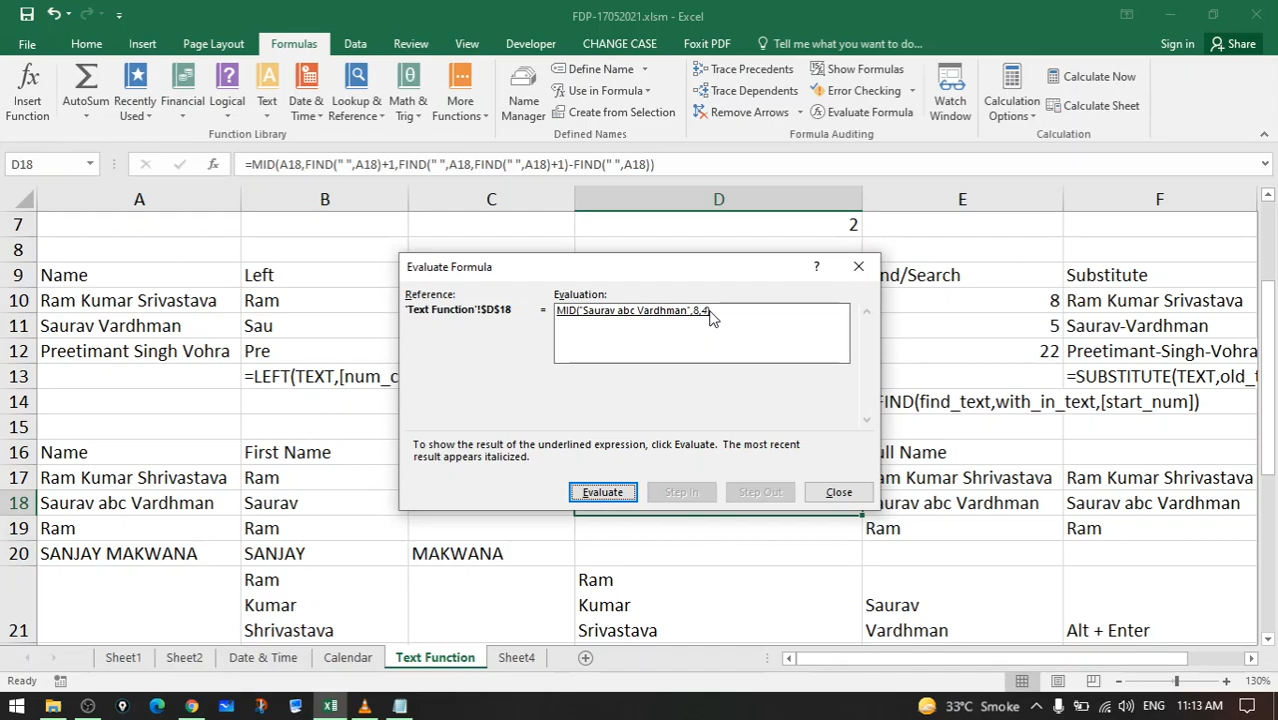 FDP-17052021.xlsm - Excel
File Home Insert Page Layout Formulas Data Review View Developer CHANGE CASE Foxit PDF Tell me what you want to do... Sign in Share
fx Σ ? A θ
Insert Function
AutoSum
Recently Used
Financial
Logical
Text
Date & Time
Lookup & Reference
Math & Trig
More Functions
Function Library
Name Manager
Define Name
Use in Formula
Create from Selection
Defined Names
Trace Precedents
Trace Dependents
Remove Arrows
Show Formulas
Error Checking
Evaluate Formula
Formula Auditing
Watch Window
Calculation Options
Calculate Now
Calculate Sheet
Calculation
D18 fx =MID(A18,FIND(" ",A18)+1,FIND(" ",A18,FIND(" ",A18)+1)-FIND(" ",A18))
A B C D E F
7 2
8
9 Name Left nd/Search Substitute
10 Ram Kumar Srivastava Ram 8 Ram Kumar Srivastava
11 Saurav Vardhman Sau 5 Saurav-Vardhman
12 Preetimant Singh Vohra Pre 22 Preetimant-Singh-Vohra
13 =LEFT(TEXT,[num_c =SUBSTITUTE(TEXT,old_t
14 FIND(find_text,with_in_text,[start_num])
15
16 Name First Name ull Name
17 Ram Kumar Shrivastava Ram am Kumar Shrivastava Ram Kumar Shrivastava
18 Saurav abc Vardhman Saurav aurav abc Vardhman Saurav abc Vardhman
19 Ram Ram Ram Ram
20 SANJAY MAKWANA SANJAY MAKWANA
Ram Ram
Kumar Kumar Saurav
21 Shrivastava Srivastava Vardhman Alt + Enter
Evaluate Formula ?
Reference: Evaluation:
'Text Function'!$D$18 = MID("Saurav abc Vardhman",8,4)
To show the result of the underlined expression, click Evaluate. The most recent
result appears italicized.
Evaluate Step In Step Out Close
Sheet1 Sheet2 Date & Time Calendar Text Function Sheet4
Ready 130%
33°C Smoke ENG 11:13 AM